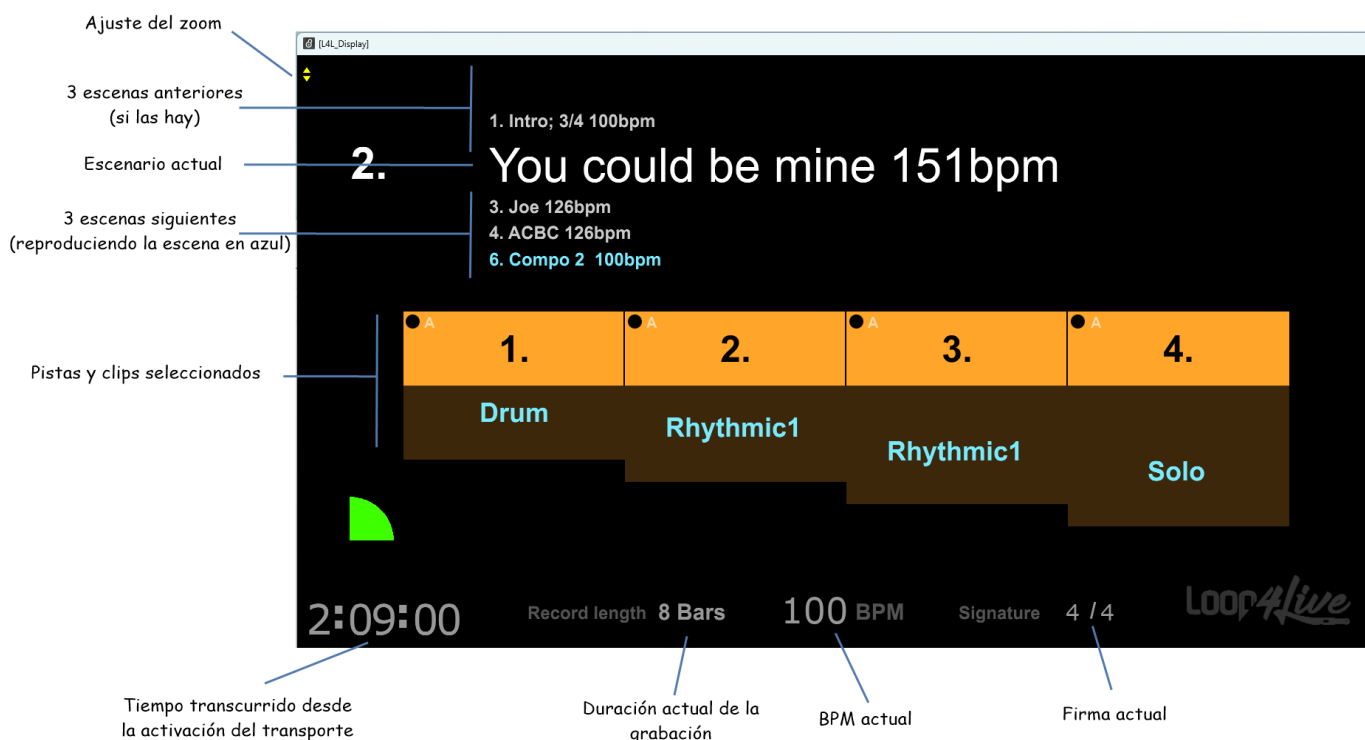 Ajuste del zoom
[L4L_Display]
3 escenas anteriores
(si las hay)
1. Intro; 3/4 100bpm
Escenario actual
2.
You could be mine 151bpm
3 escenas siguientes
(reproduciendo la escena en azul)
3. Joe 126bpm
4. ACBC 126bpm
6. Compo 2  100bpm
Pistas y clips seleccionados
A
A
A
A
1.
2.
3.
4.
Drum
Rhythmic1
Rhythmic1
Solo
2:09:00
Record length 8 Bars
100 BPM
Signature 4 / 4
Loop4Live
Tiempo transcurrido desde
la activación del transporte
Duración actual de la
grabación
BPM actual
Firma actual